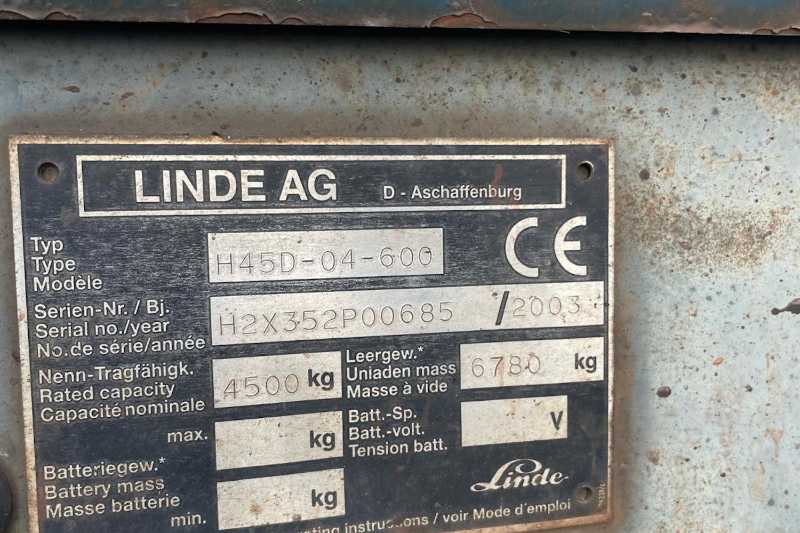 LINDE AG D - Aschaffenburg
Typ
Type
Modèle
H45D-04-600
CE
Serien-Nr. / Bj.
Serial no./year
No.de série/année
H2X352P00685 / 2003
Nenn-Tragfähigk.
Rated capacity
Capacité nominale
4500 kg
Leergew.*
Uniaden mass
Masse à vide
6780 kg
max. kg
Batt.-Sp.
Batt.-volt.
Tension batt.
V
Batteriegew.*
Battery mass
Masse batterie
min. kg
Linde
instructions / voir Mode d'emploi